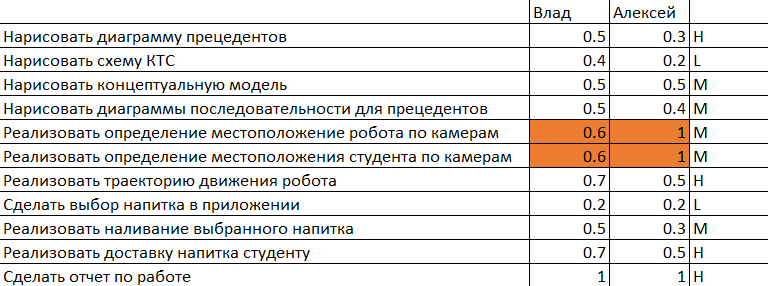 Влад Алексей
Нарисовать диаграмму прецедентов 0.5 0.3 H
Нарисовать схему КТС 0.4 0.2 L
Нарисовать концептуальную модель 0.5 0.5 M
Нарисовать диаграммы последовательности для прецедентов 0.5 0.4 M
Реализовать определение местоположение робота по камерам 0.6 1 M
Реализовать определение местоположения студента по камерам 0.6 1 M
Реализовать траекторию движения робота 0.7 0.5 H
Сделать выбор напитка в приложении 0.2 0.2 L
Реализовать наливание выбранного напитка 0.5 0.3 M
Реализовать доставку напитка студенту 0.7 0.5 H
Сделать отчет по работе 1 1 H